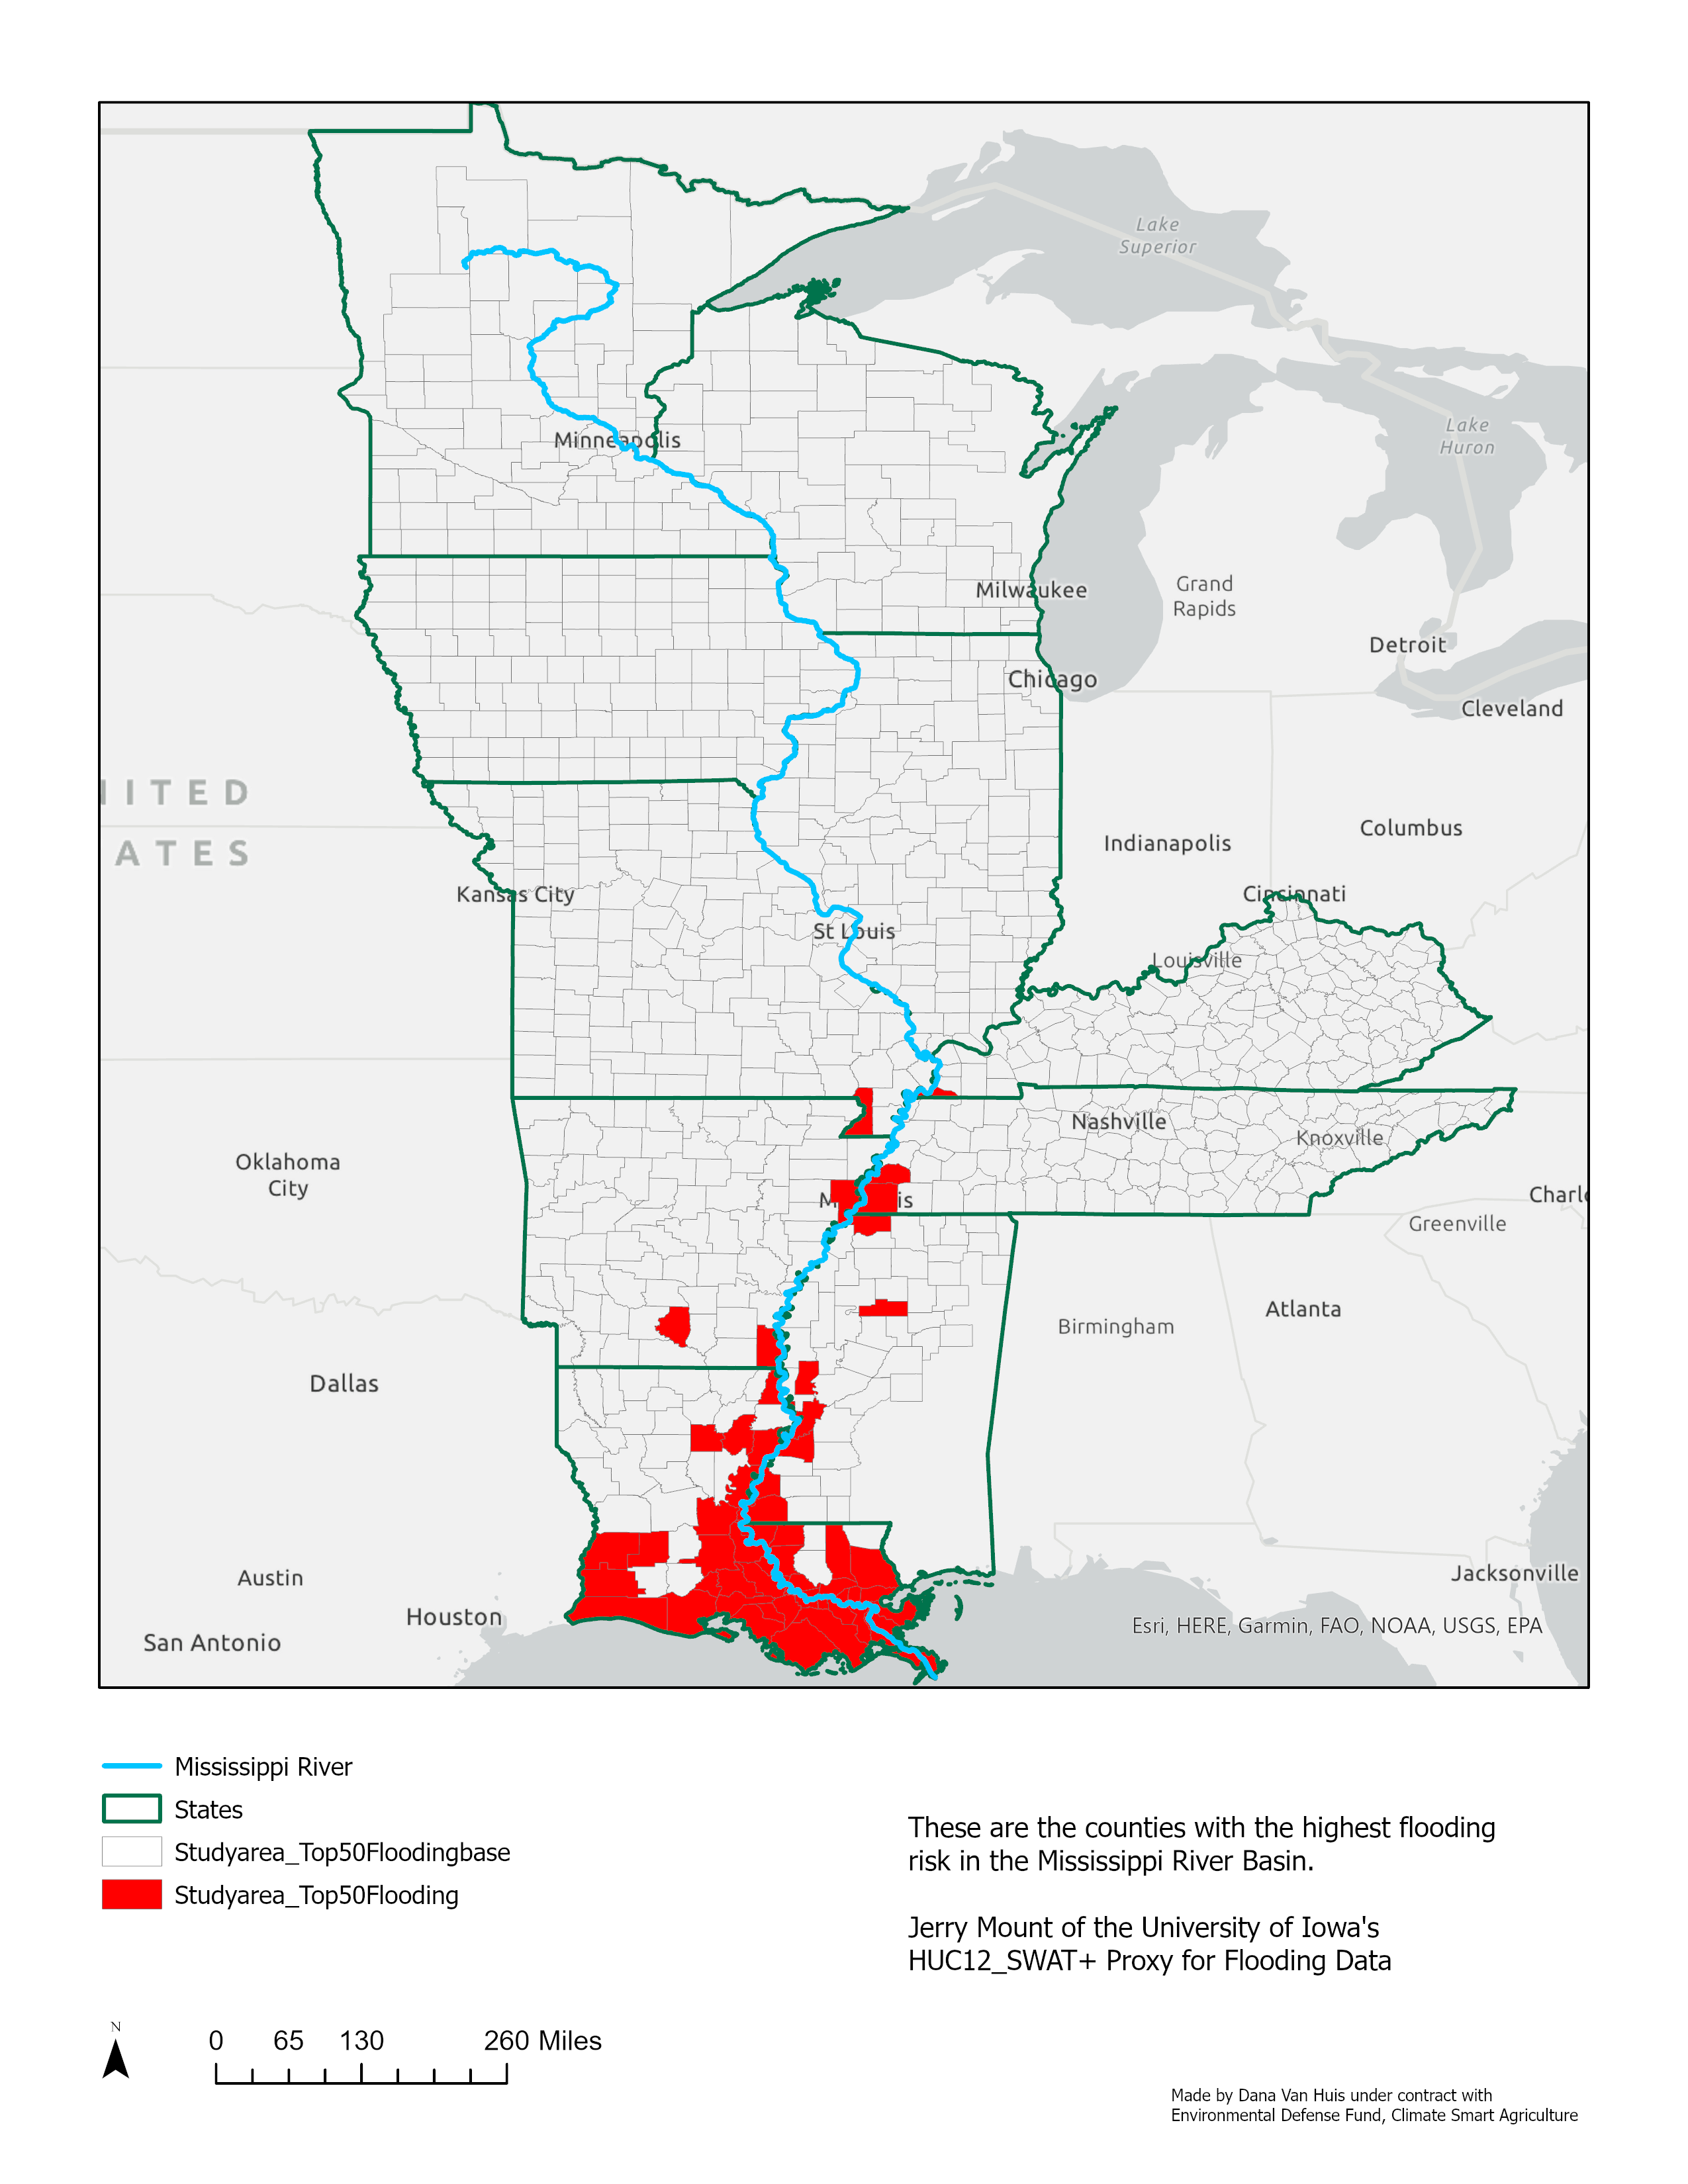 Lake
Superior
Lake
Huron
Minneapolis
Milwaukee
Grand
Rapids
Detroit
Chicago
Cleveland
ITED
ATES
Columbus
Indianapolis
Kansas City
Cincinnati
St Louis
Louisville
Nashville
Knoxville
Oklahoma
City
M is
Charlo
Greenville
Atlanta
Birmingham
Dallas
Austin
Jacksonville
Houston
Esri, HERE, Garmin, FAO, NOAA, USGS, EPA
San Antonio
Mississippi River
States
Studyarea_Top50Floodingbase
Studyarea_Top50Flooding
These are the counties with the highest flooding
risk in the Mississippi River Basin.
Jerry Mount of the University of Iowa's
HUC12_SWAT+ Proxy for Flooding Data
N
0 65 130 260 Miles
Made by Dana Van Huis under contract with
Environmental Defense Fund, Climate Smart Agriculture